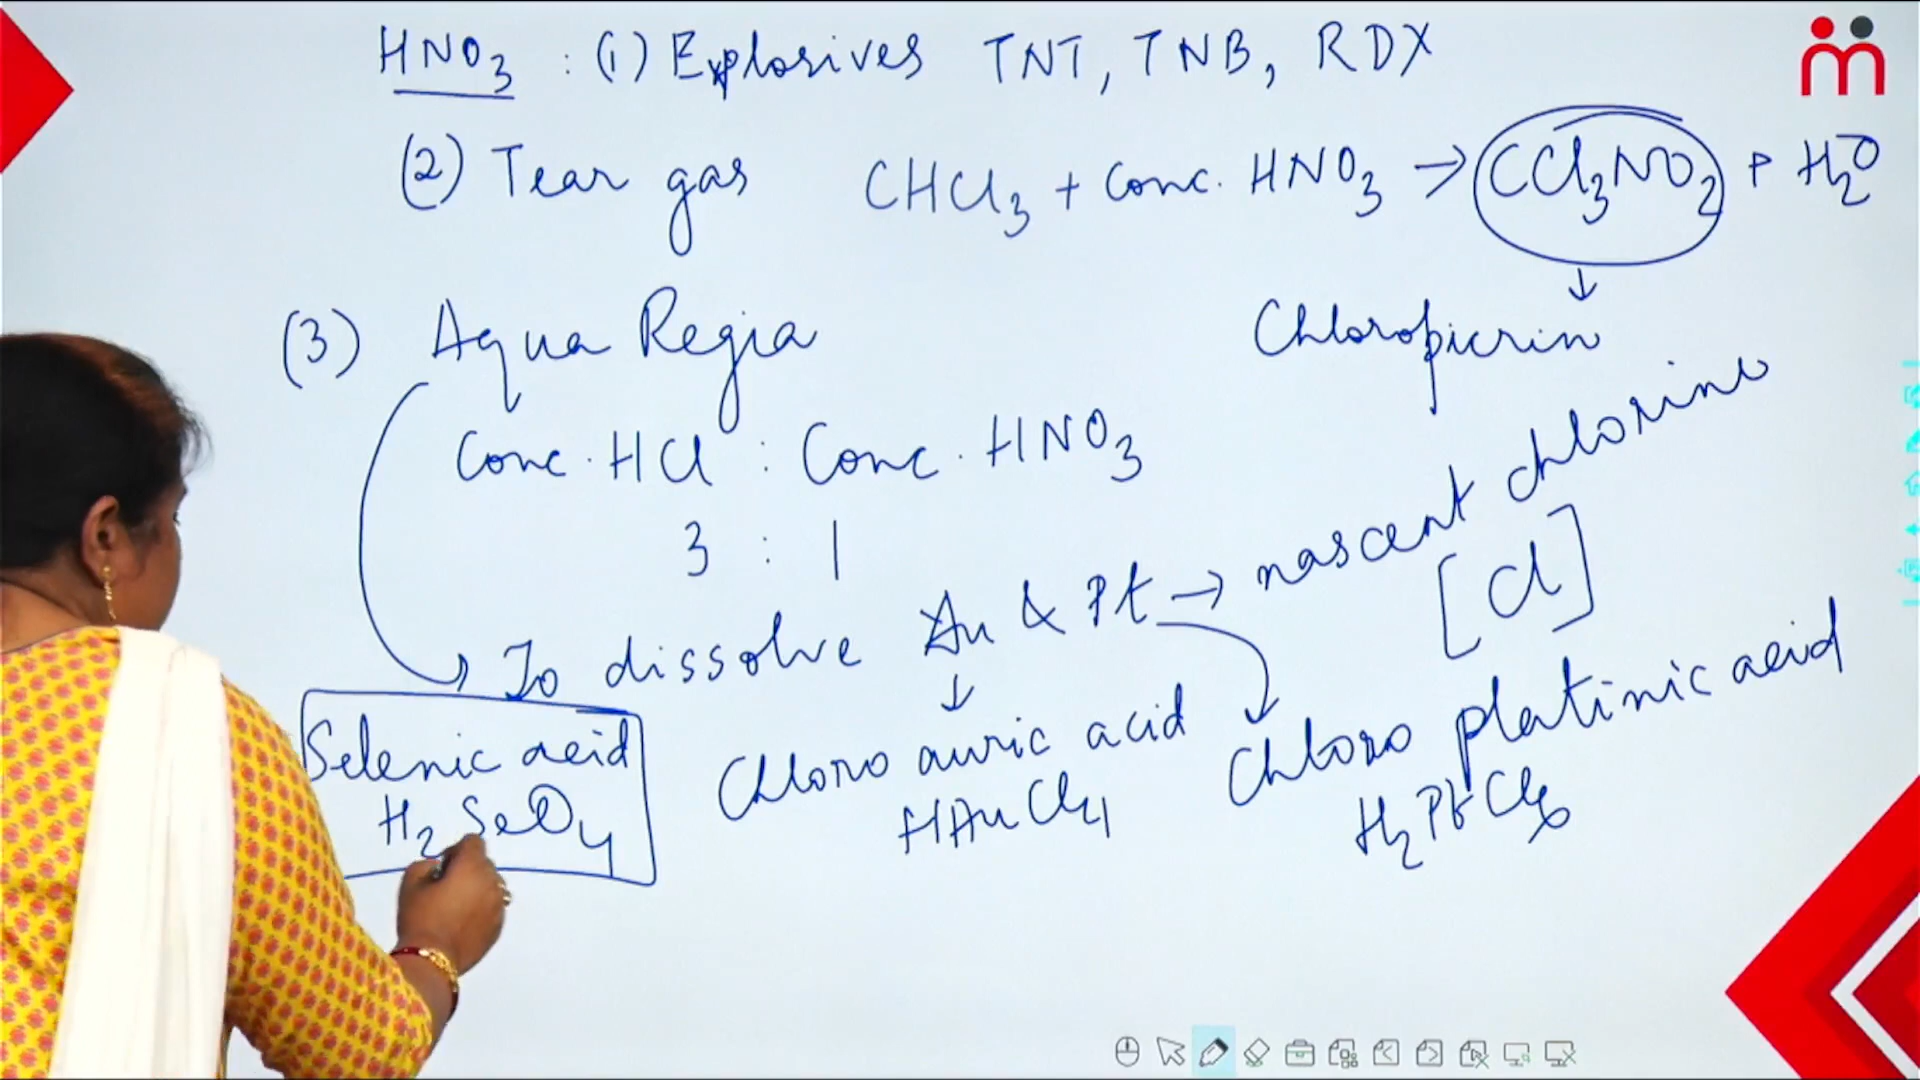 HNO3 : (1) Explosives TNT, TNB, RDX
(2) Tear gas CHCl3 + Conc. HNO3 → CCl3NO2 + H2O
↓
(3) Aqua Regia Chloropicrin
Conc. HCl : Conc. HNO3
3 : 1
To dissolve Au & Pt → nascent chlorine
[Cl]
↓
Selenic acid
H2SeO4
Chloro auric acid
HAuCl4
Chloro platinic acid
H2PtCl6